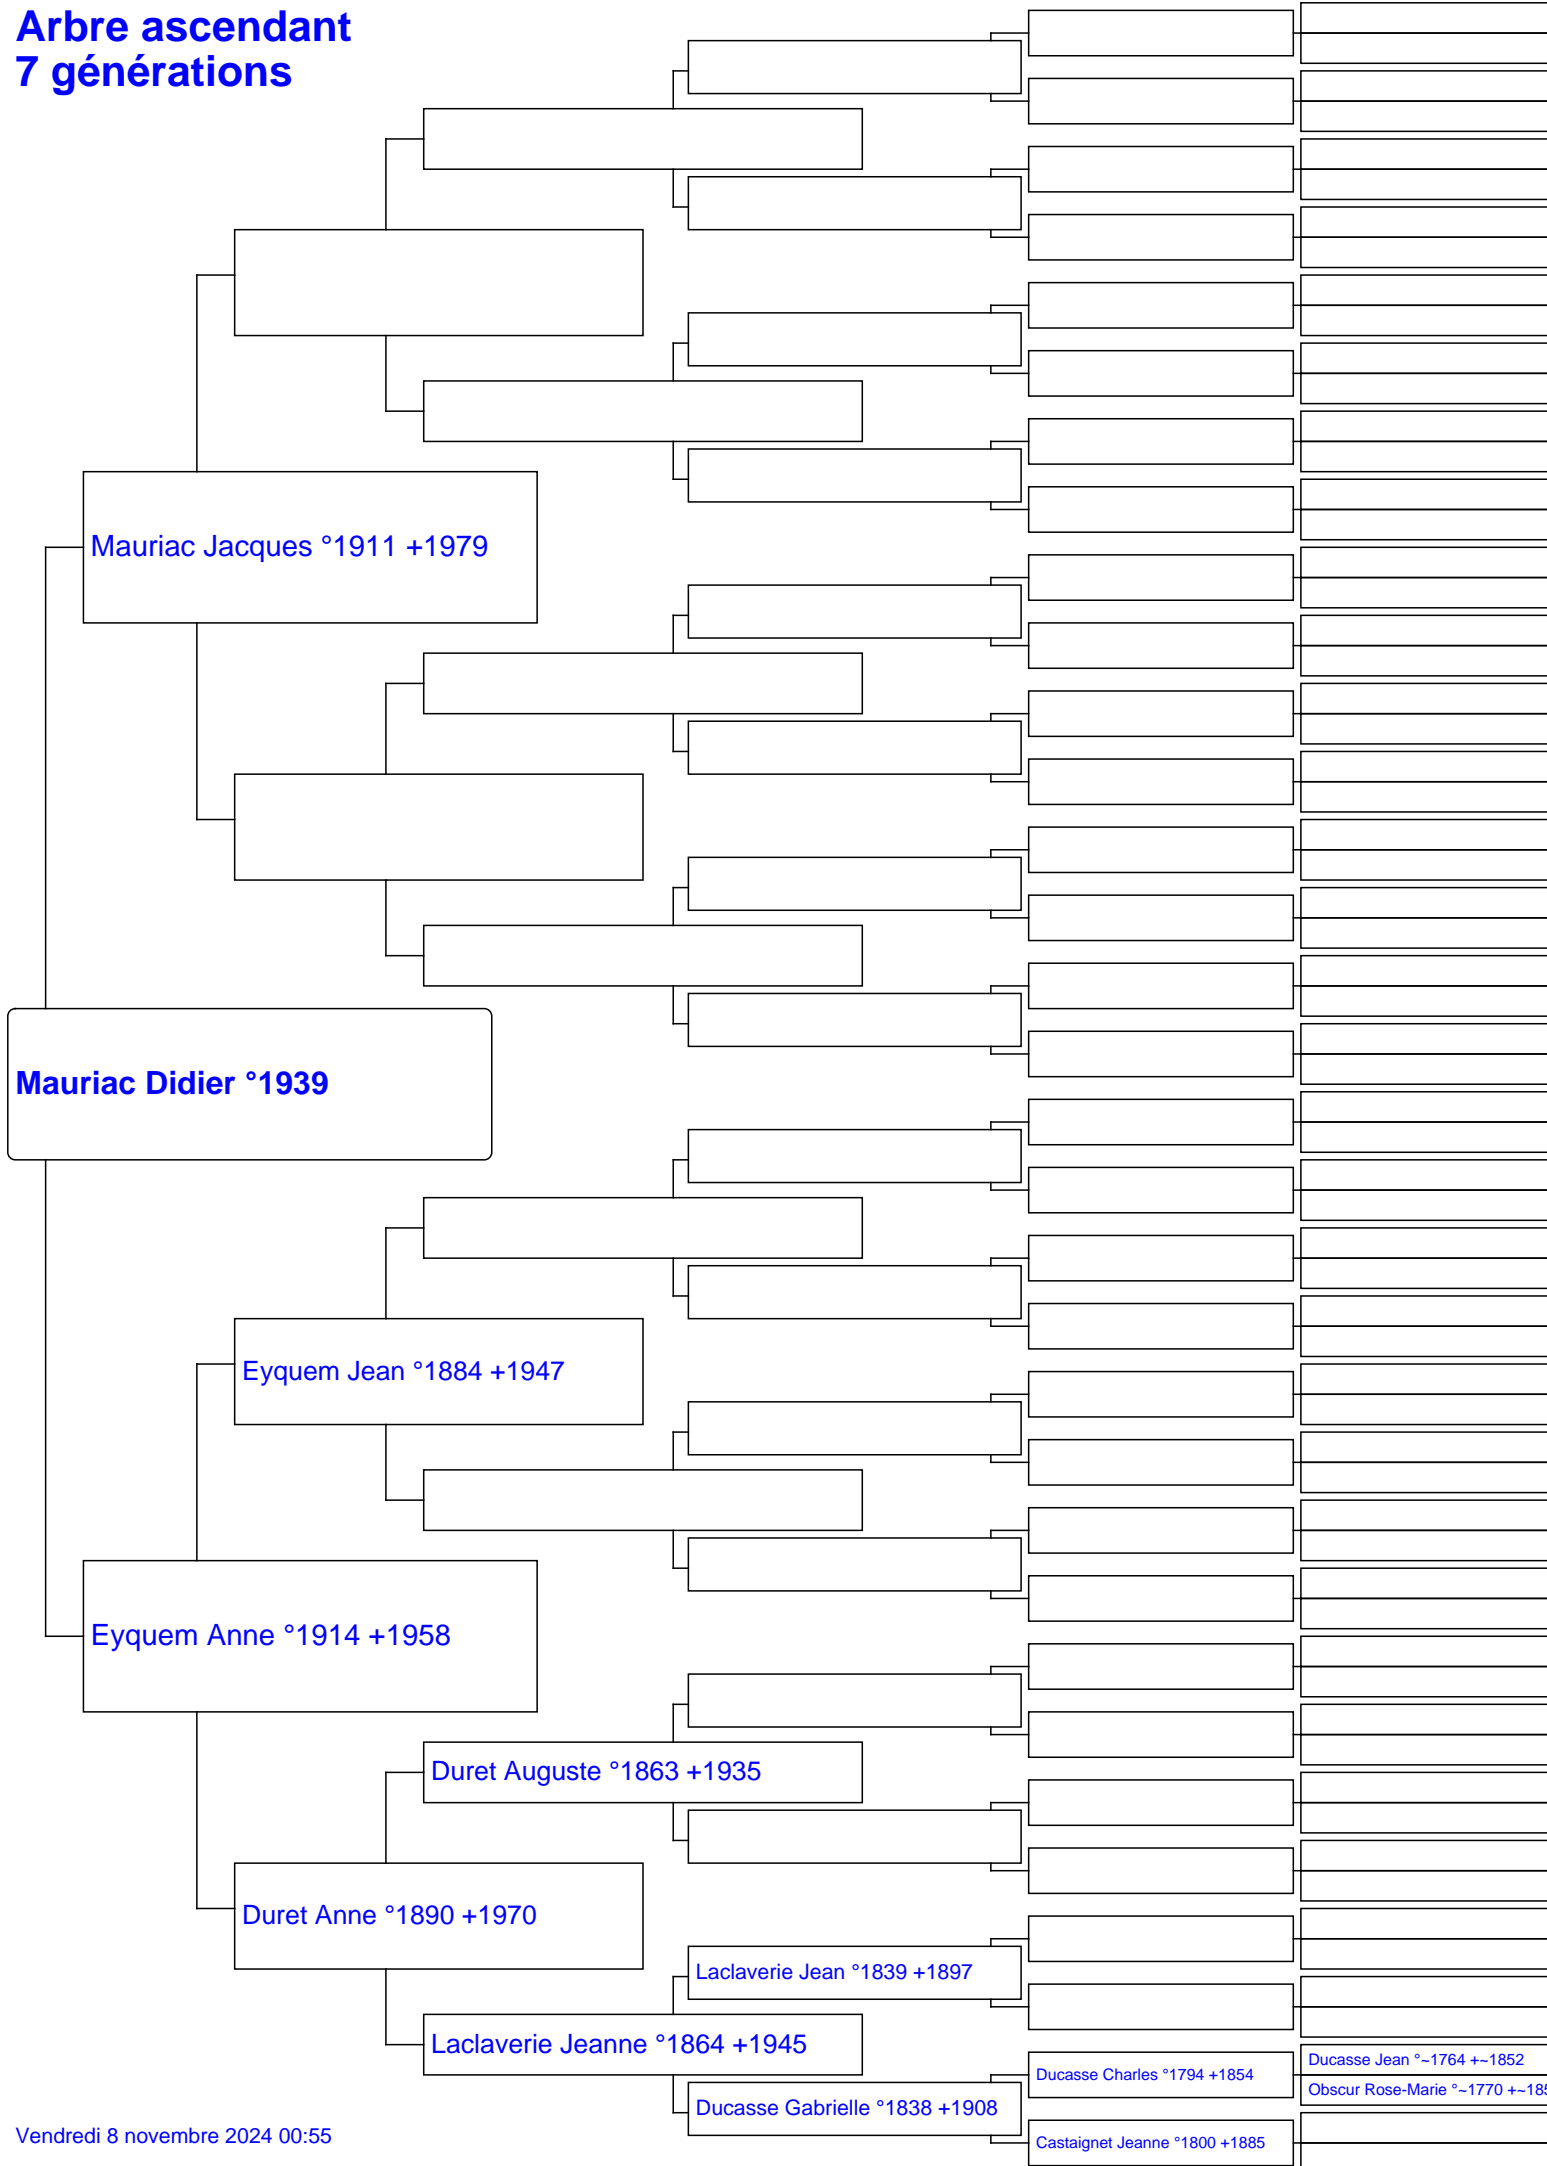 Arbre ascendant
7 générations
Mauriac Jacques °1911 +1979
Mauriac Didier °1939
Eyquem Jean °1884 +1947
Eyquem Anne °1914 +1958
Duret Auguste °1863 +1935
Duret Anne °1890 +1970
Laclaverie Jean °1839 +1897
Laclaverie Jeanne °1864 +1945
Ducasse Jean °~1764 +~1852
Ducasse Charles °1794 +1854
Obscur Rose-Marie °~1770
Ducasse Gabrielle °1838 +1908
Castaignet Jeanne °1800 +1885
Vendredi 8 novembre 2024 00:55